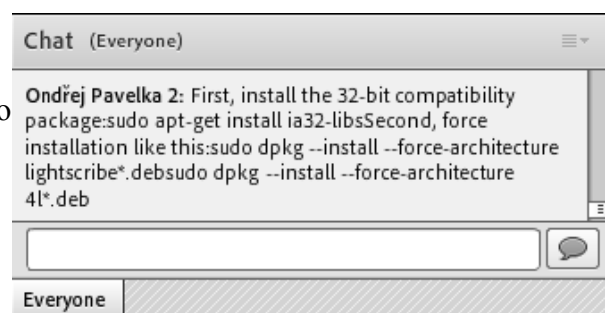 Chat (Everyone)
o
Ondřej Pavelka 2: First, install the 32-bit compatibility
package:sudo apt-get install ia32-libsSecond, force
installation like this:sudo dpkg --install --force-architecture
lightscribe*.debsudo dpkg --install --force-architecture
4l*.deb
Everyone